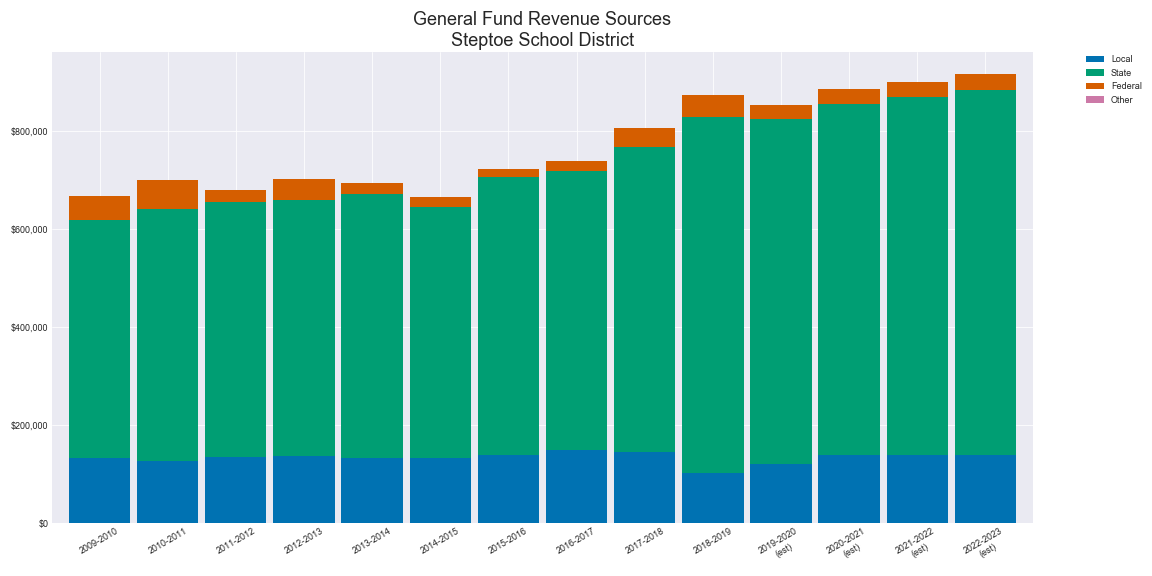 General Fund Revenue Sources
Steptoe School District
Local
State
Federal
Other
$800,000
$600,000
$400,000
$200,000
$0
2009-2010
2010-2011
2011-2012
2012-2013
2013-2014
2014-2015
2015-2016
2016-2017
2017-2018
2018-2019
2019-2020
(est)
2020-2021
(est)
2021-2022
(est)
2022-2023
(est)